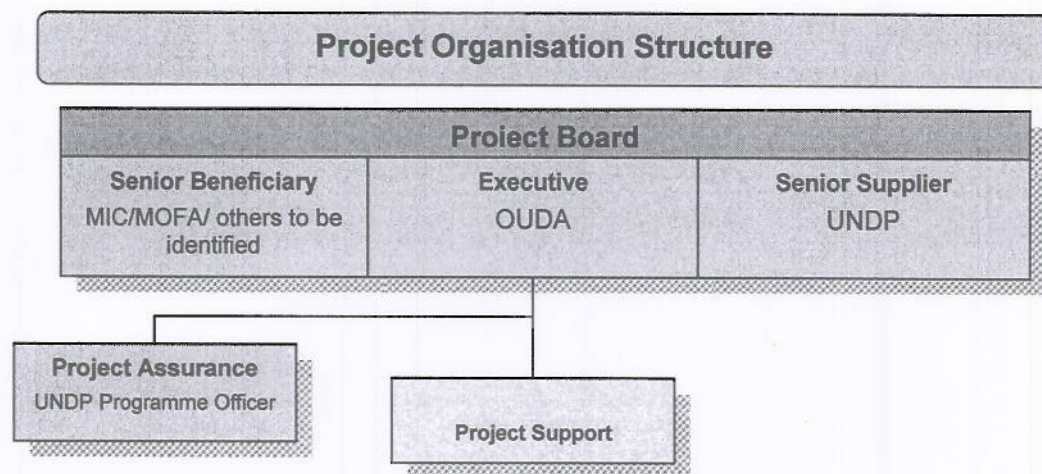 Project Organisation Structure
Project Board
Senior Beneficiary
MIC/MOFA/ others to be
identified
Executive
OUDA
Senior Supplier
UNDP
Project Assurance
UNDP Programme Officer
Project Support